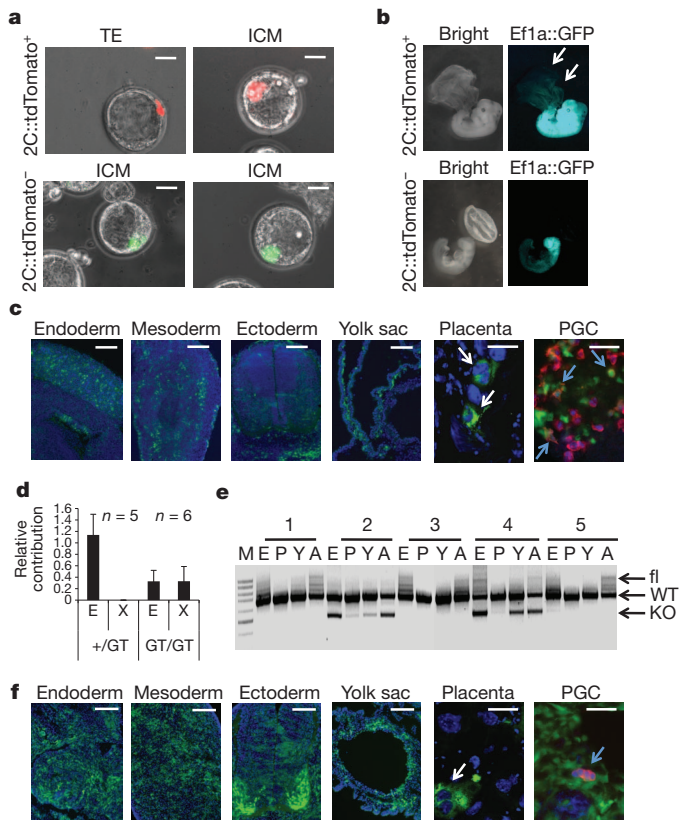 a
TE
ICM
2C::tdTomato⁺
ICM
ICM
2C::tdTomato⁻
b
Bright
Ef1a::GFP
2C::tdTomato⁺
Bright
Ef1a::GFP
2C::tdTomato⁻
c
Endoderm Mesoderm Ectoderm Yolk sac Placenta PGC
d
Relative contribution
1.6
1.4
1.2
1.0
0.8
0.6
0.4
0.2
0
n = 5 n = 6
E X E X
+/GT GT/GT
e
1 2 3 4 5
M E P Y A E P Y A E P Y A E P Y A E P Y A
fl
WT
KO
f
Endoderm Mesoderm Ectoderm Yolk sac Placenta PGC